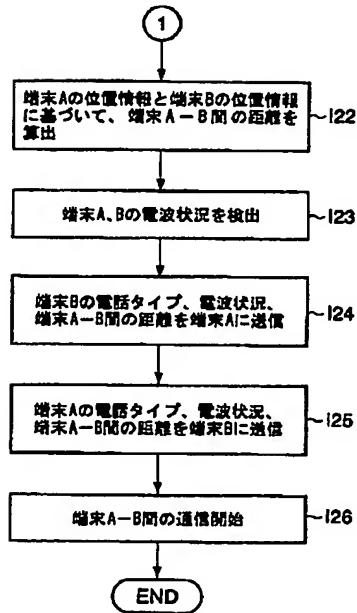 1
端末Aの位置情報と端末Bの位置情報
に基づいて、端末A－B間の距離を
算出
122
端末A、Bの電波状況を検出
123
端末Bの電話タイプ、電波状況、
端末A－B間の距離を端末Aに送信
124
端末Aの電話タイプ、電波状況、
端末A－B間の距離を端末Bに送信
125
端末A－B間の通信開始
126
END